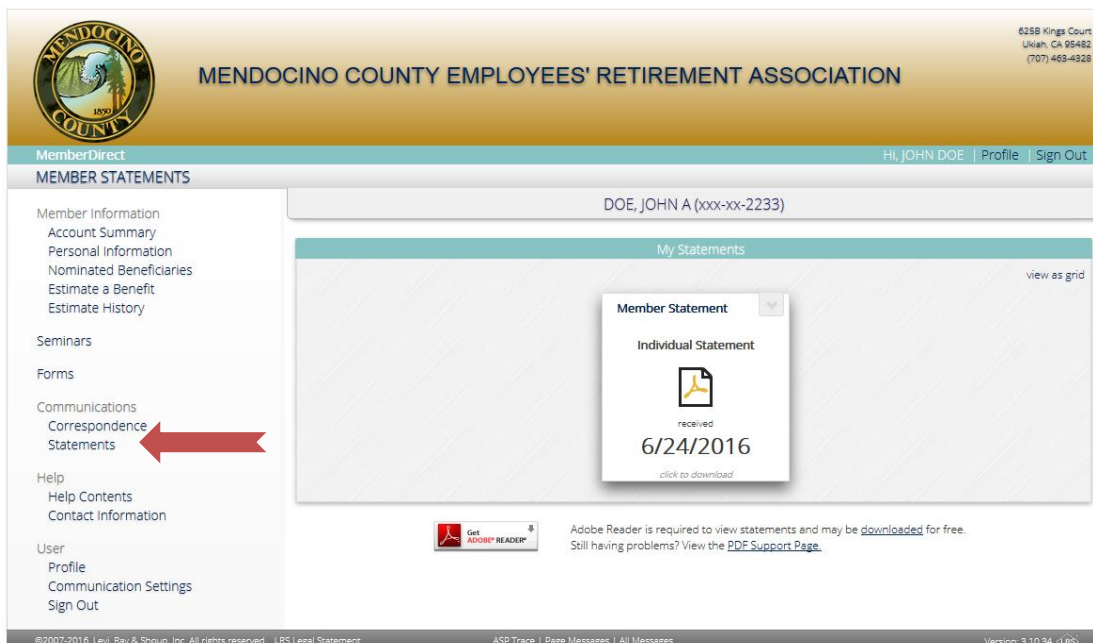 MENDOCINO
COUNTY
1850
MENDOCINO COUNTY EMPLOYEES' RETIREMENT ASSOCIATION
625B Kings Court
Ukiah, CA 95482
(707) 463-4328
MemberDirect
Hi, JOHN DOE | Profile | Sign Out
MEMBER STATEMENTS
DOE, JOHN A (xxx-xx-2233)
Member Information
Account Summary
Personal Information
Nominated Beneficiaries
Estimate a Benefit
Estimate History
Seminars
Forms
Communications
Correspondence
Statements
Help
Help Contents
Contact Information
User
Profile
Communication Settings
Sign Out
My Statements
view as grid
Member Statement
Individual Statement
received
6/24/2016
click to download
Get
ADOBE® READER®
Adobe Reader is required to view statements and may be downloaded for free.
Still having problems? View the PDF Support Page.
©2007-2016 Levi, Ray & Shoup, Inc. All rights reserved LRS Legal Statement
ASP Trace | Page Messages | All Messages
Version: 3.10.34 LRS